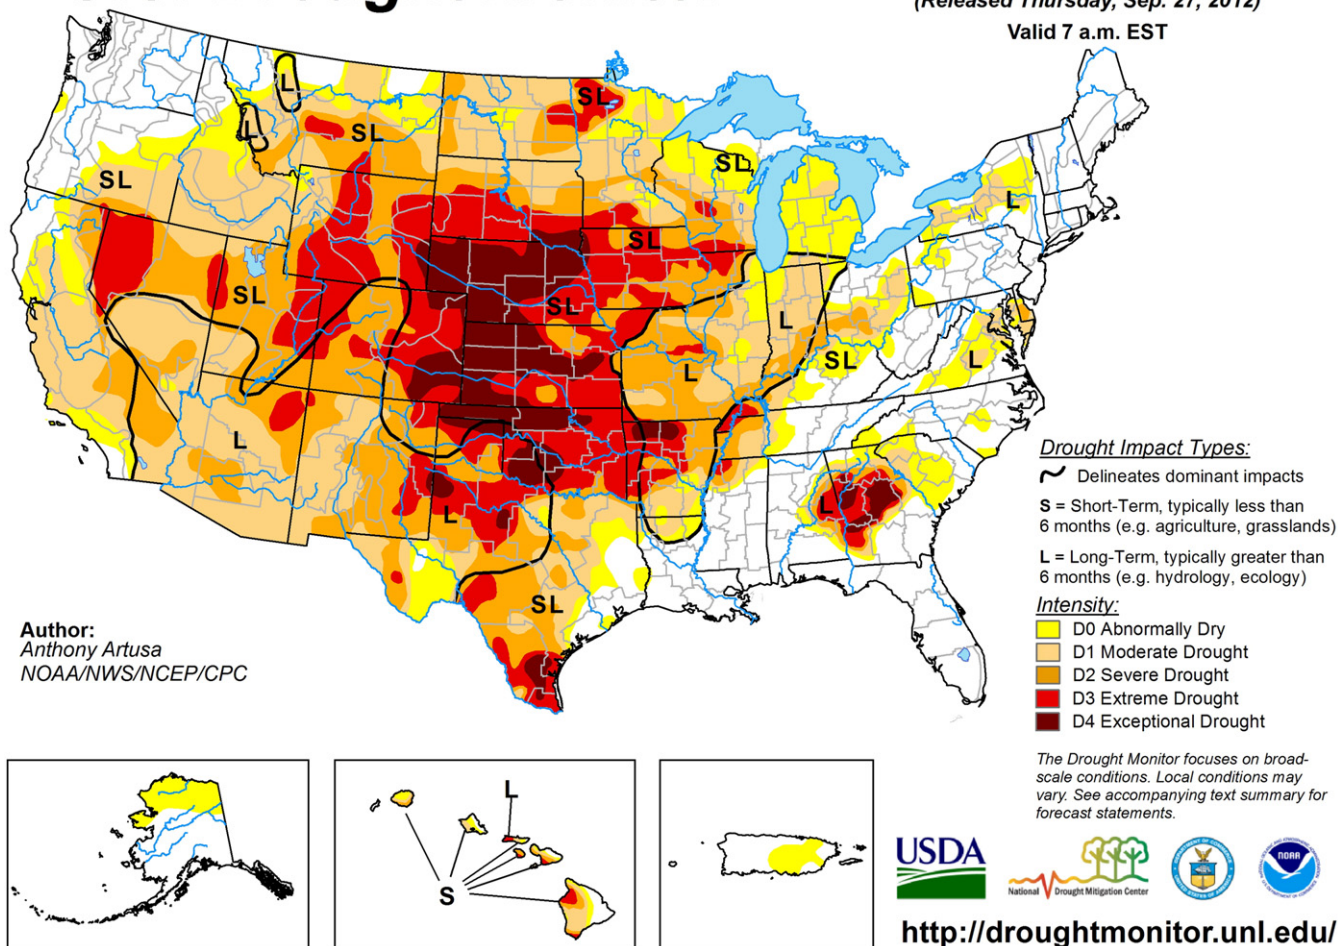 (Released Thursday, Sep. 27, 2012)
Valid 7 a.m. EST
L
L
SL
SL
SL
SL
L
SL
SL
SL
L
SL
L
L
SL
L
L
L
SL
Drought Impact Types:
Delineates dominant impacts
S = Short-Term, typically less than
6 months (e.g. agriculture, grasslands)
L = Long-Term, typically greater than
6 months (e.g. hydrology, ecology)
Intensity:
D0 Abnormally Dry
D1 Moderate Drought
D2 Severe Drought
D3 Extreme Drought
D4 Exceptional Drought
Author:
Anthony Artusa
NOAA/NWS/NCEP/CPC
L
S
The Drought Monitor focuses on broad-
scale conditions. Local conditions may
vary. See accompanying text summary for
forecast statements.
USDA
National Drought Mitigation Center
NOAA
http://droughtmonitor.unl.edu/